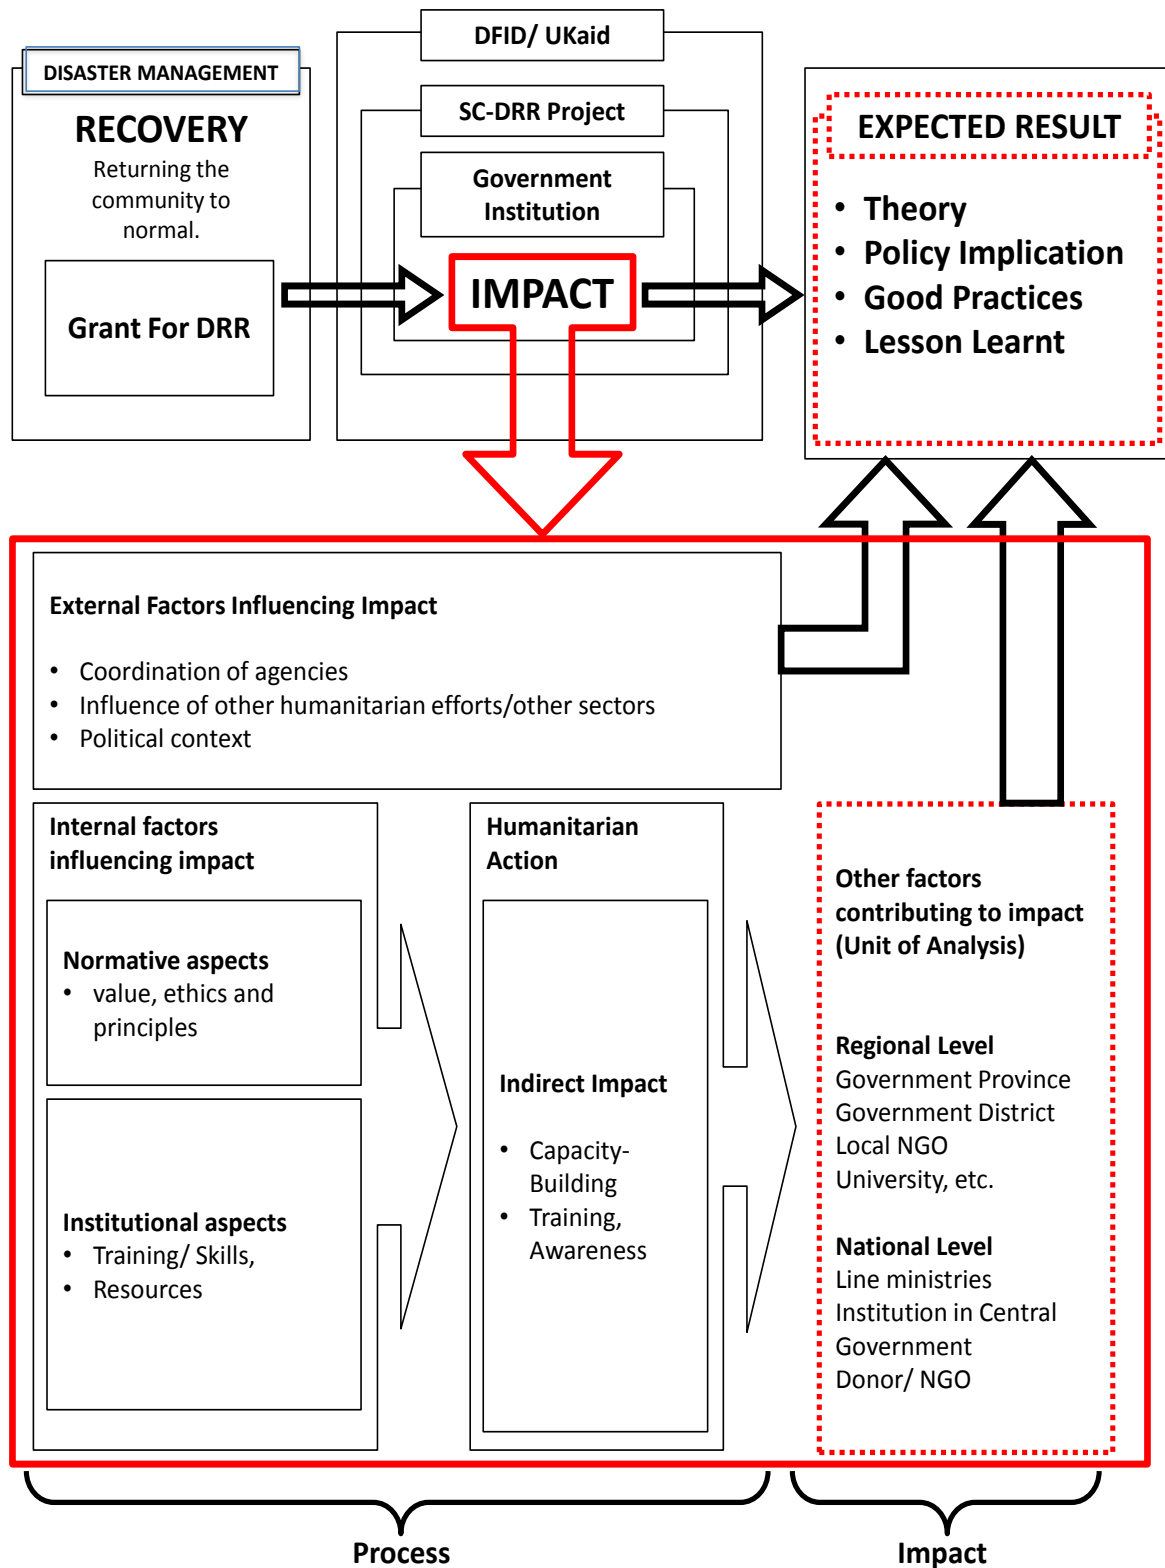 DISASTER MANAGEMENT
RECOVERY
Returning the
community to
normal.
Grant For DRR
DFID/ UKaid
SC-DRR Project
Government
Institution
IMPACT
EXPECTED RESULT
• Theory
• Policy Implication
• Good Practices
• Lesson Learnt
External Factors Influencing Impact
• Coordination of agencies
• Influence of other humanitarian efforts/other sectors
• Political context
Internal factors
influencing impact
Normative aspects
• value, ethics and
principles
Institutional aspects
• Training/ Skills,
• Resources
Humanitarian
Action
Indirect Impact
• Capacity-
Building
• Training,
Awareness
Other factors
contributing to impact
(Unit of Analysis)
Regional Level
Government Province
Government District
Local NGO
University, etc.
National Level
Line ministries
Institution in Central
Government
Donor/ NGO
Process
Impact